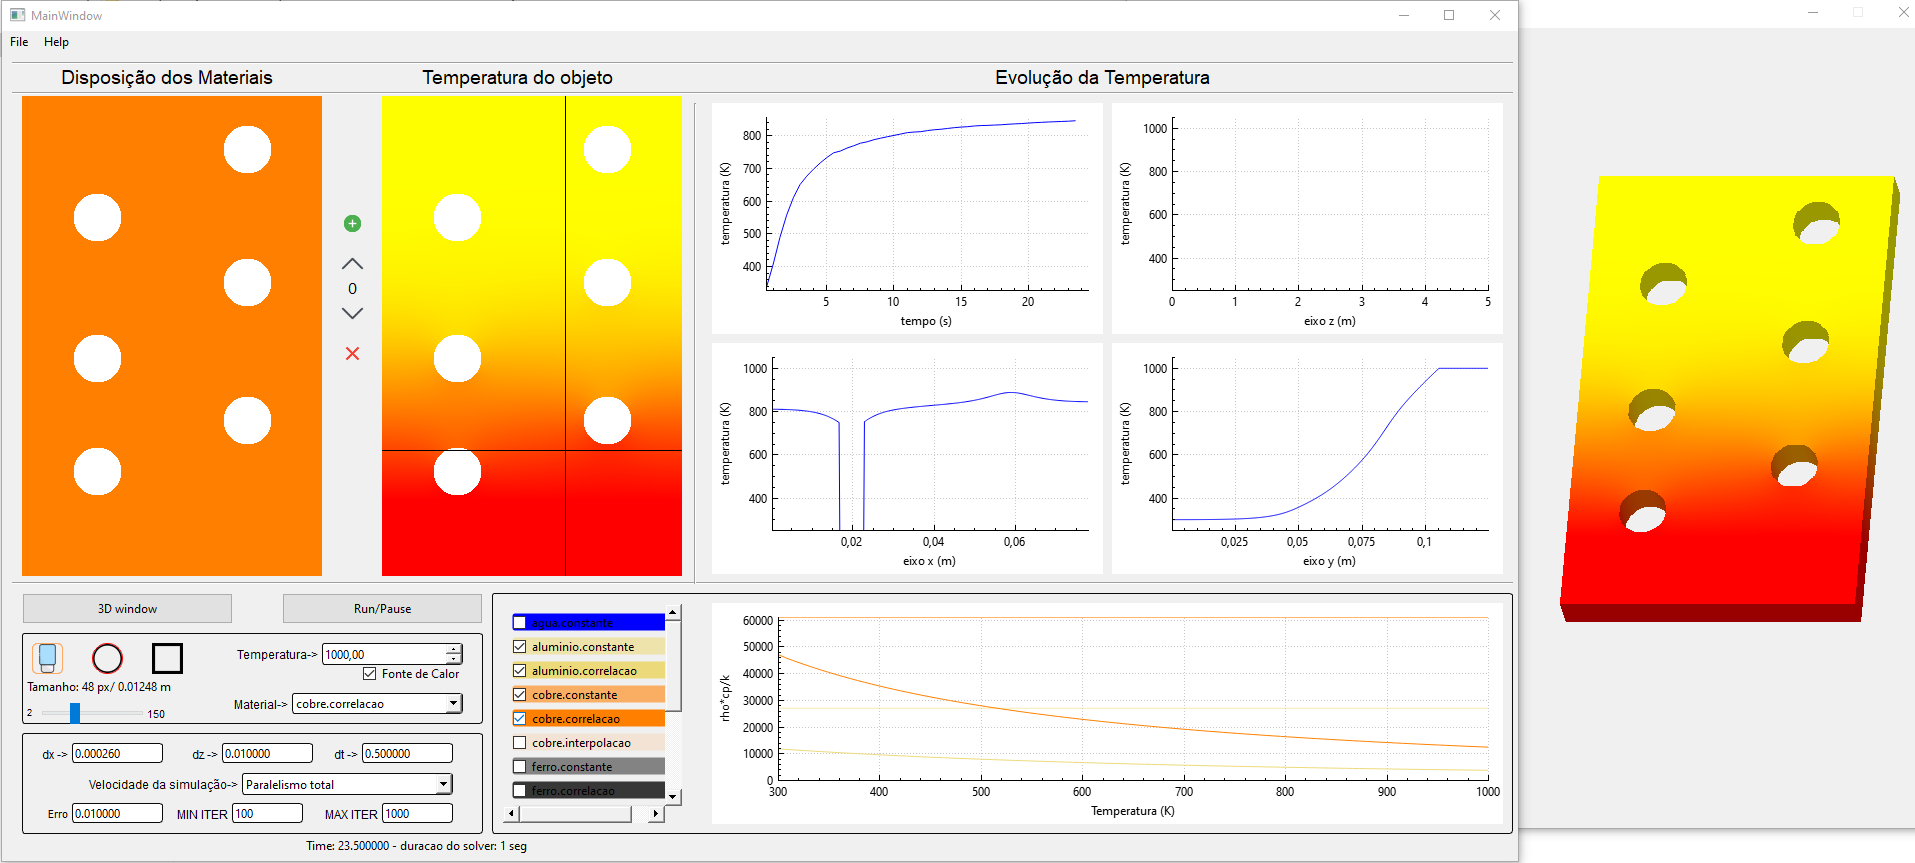 MainWindow
File Help
Disposição dos Materiais
Temperatura do objeto
Evolução da Temperatura
0
temperatura (K)
800
700
600
500
400
5 10 15 20
tempo (s)
temperatura (K)
1000
800
600
400
0 1 2 3 4 5
eixo z (m)
temperatura (K)
1000
800
600
400
0,02 0,04 0,06
eixo x (m)
temperatura (K)
1000
800
600
400
0,025 0,05 0,075 0,1
eixo y (m)
3D window
Run/Pause
Temperatura-> 1000,00
Fonte de Calor
Tamanho: 48 px/ 0.01248 m
2 150
Material-> cobre.correlacao
dx -> 0.000260 dz -> 0.010000 dt -> 0.500000
Velocidade da simulação-> Paralelismo total
Erro 0.010000 MIN ITER 100 MAX ITER 1000
agua.constante
aluminio.constante
aluminio.correlacao
cobre.constante
cobre.correlacao
cobre.interpolacao
ferro.constante
ferro.correlacao
rho*cp/k
60000
50000
40000
30000
20000
10000
0
300 400 500 600 700 800 900 1000
Temperatura (K)
Time: 23.500000 - duracao do solver: 1 seg